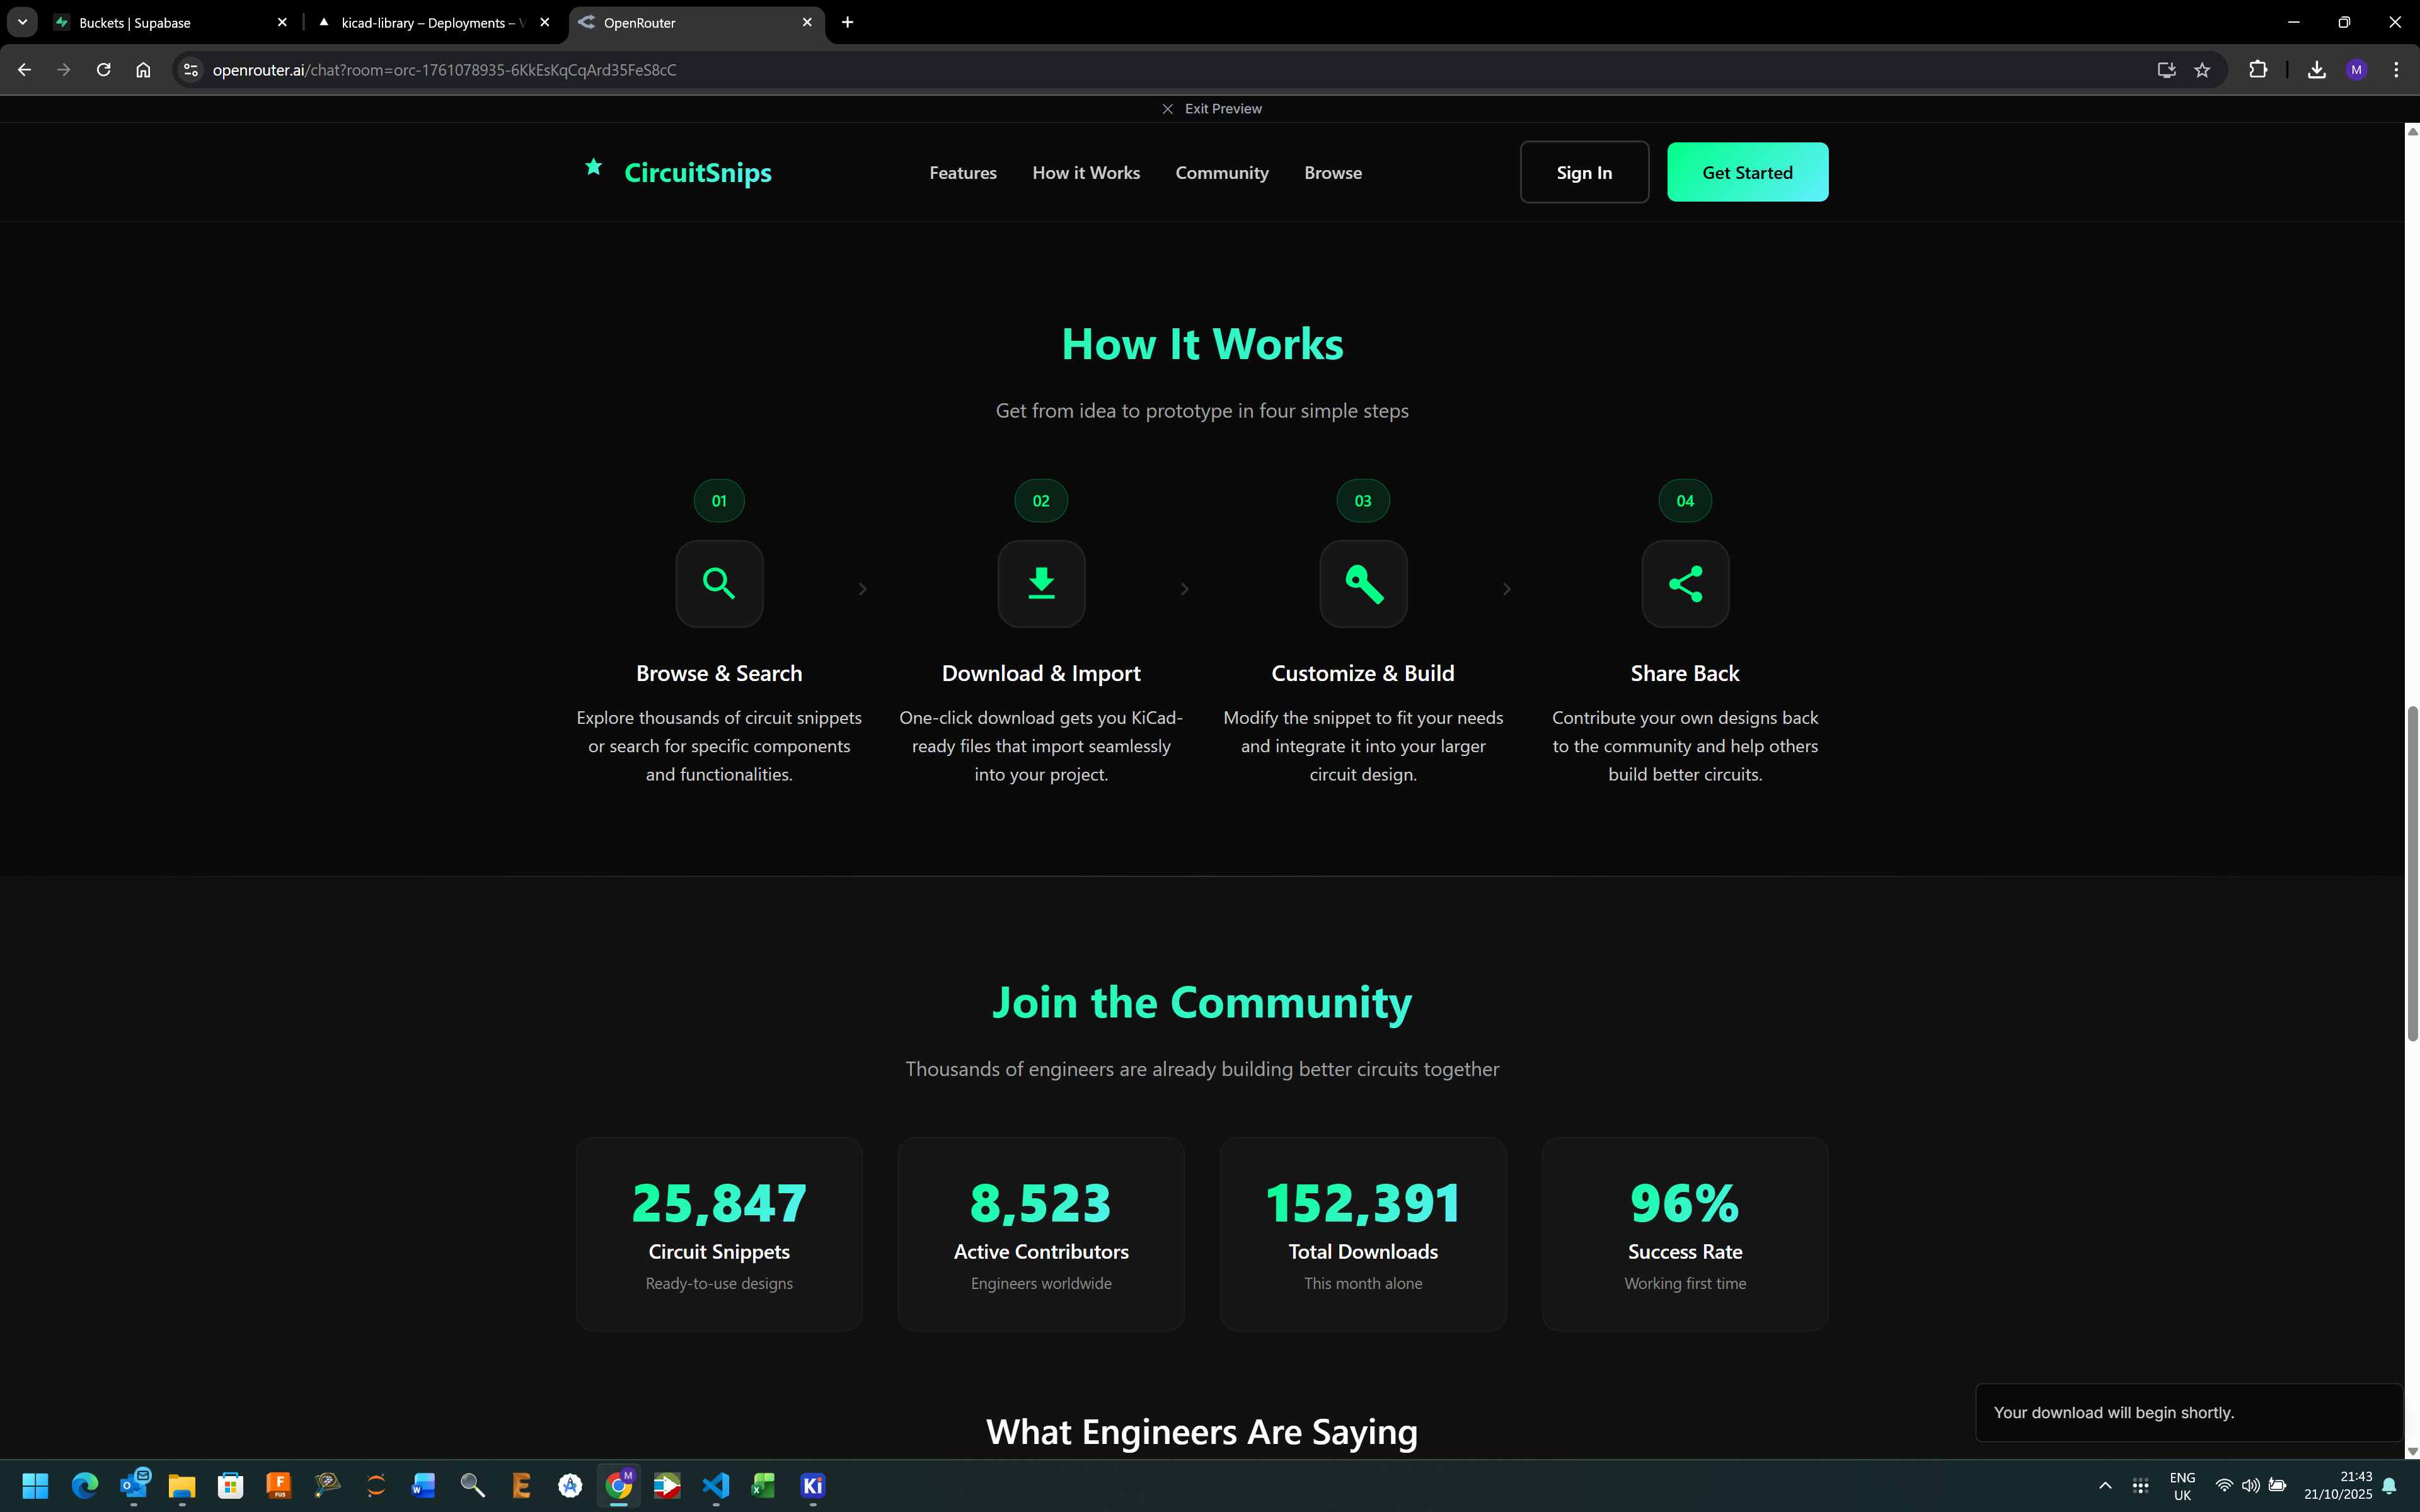 Buckets | Supabase
kicad-library – Deployments – V
OpenRouter
openrouter.ai/chat?room=orc-1761078935-6KkEsKqCqArd35FeS8cC
M
Exit Preview
CircuitSnips
Features
How it Works
Community
Browse
Sign In
Get Started
How It Works
Get from idea to prototype in four simple steps
01
02
03
04
Browse & Search
Explore thousands of circuit snippets
or search for specific components
and functionalities.
Download & Import
One-click download gets you KiCad-
ready files that import seamlessly
into your project.
Customize & Build
Modify the snippet to fit your needs
and integrate it into your larger
circuit design.
Share Back
Contribute your own designs back
to the community and help others
build better circuits.
Join the Community
Thousands of engineers are already building better circuits together
25,847
Circuit Snippets
Ready-to-use designs
8,523
Active Contributors
Engineers worldwide
152,391
Total Downloads
This month alone
96%
Success Rate
Working first time
What Engineers Are Saying
Your download will begin shortly.
F
FUS
W
E
A
M
X
Ki
ENG
UK
21:43
21/10/2025